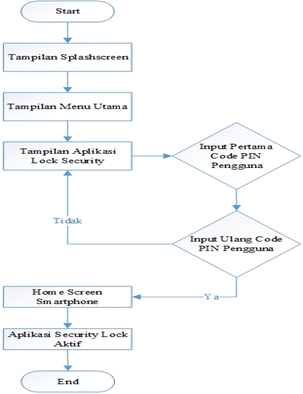 Start
Tampilan Splashscreen
Tampilan Menu Utama
Tampilan Aplikasi
Lock Security
Input Pertama
Code PIN
Pengguna
Tidak
Input Ulang Code
PIN Pengguna
Ya
Home Screen
Smartphone
Aplikasi Security Lock
Aktif
End